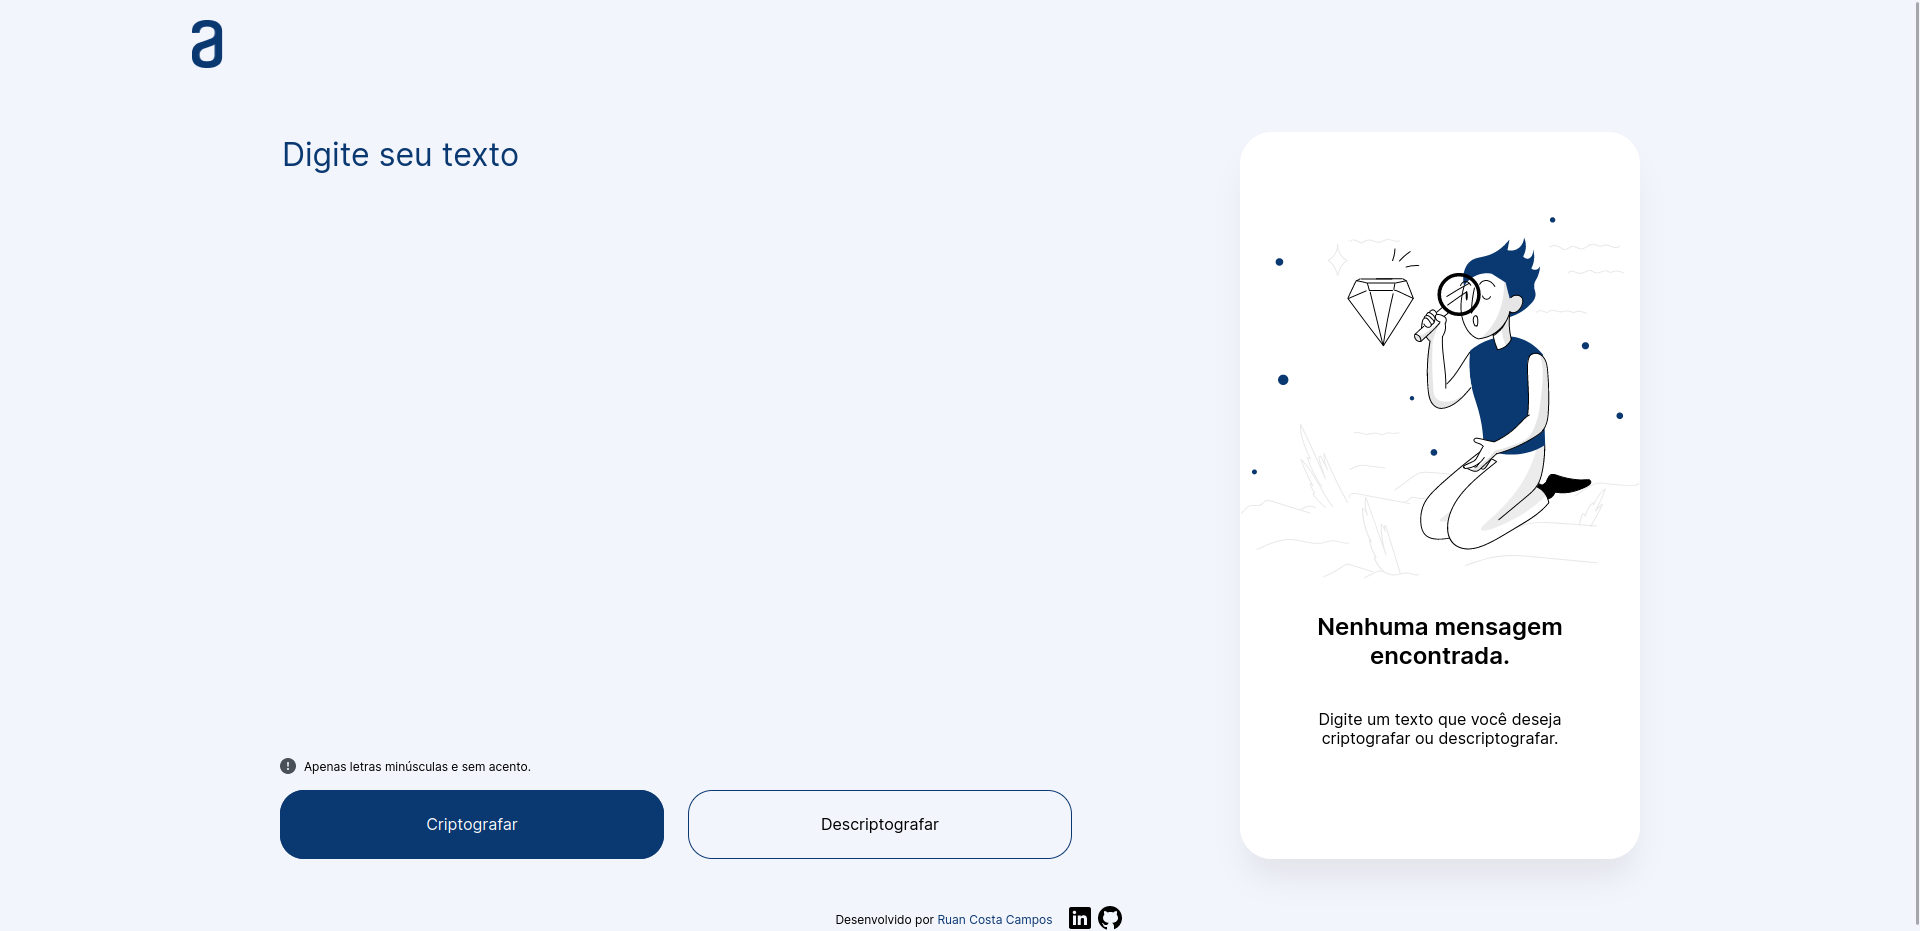 a
Digite seu texto
Nenhuma mensagem
encontrada.
Digite um texto que você deseja
criptografar ou descriptografar.
Apenas letras minúsculas e sem acento.
Criptografar
Descriptografar
Desenvolvido por Ruan Costa Campos in